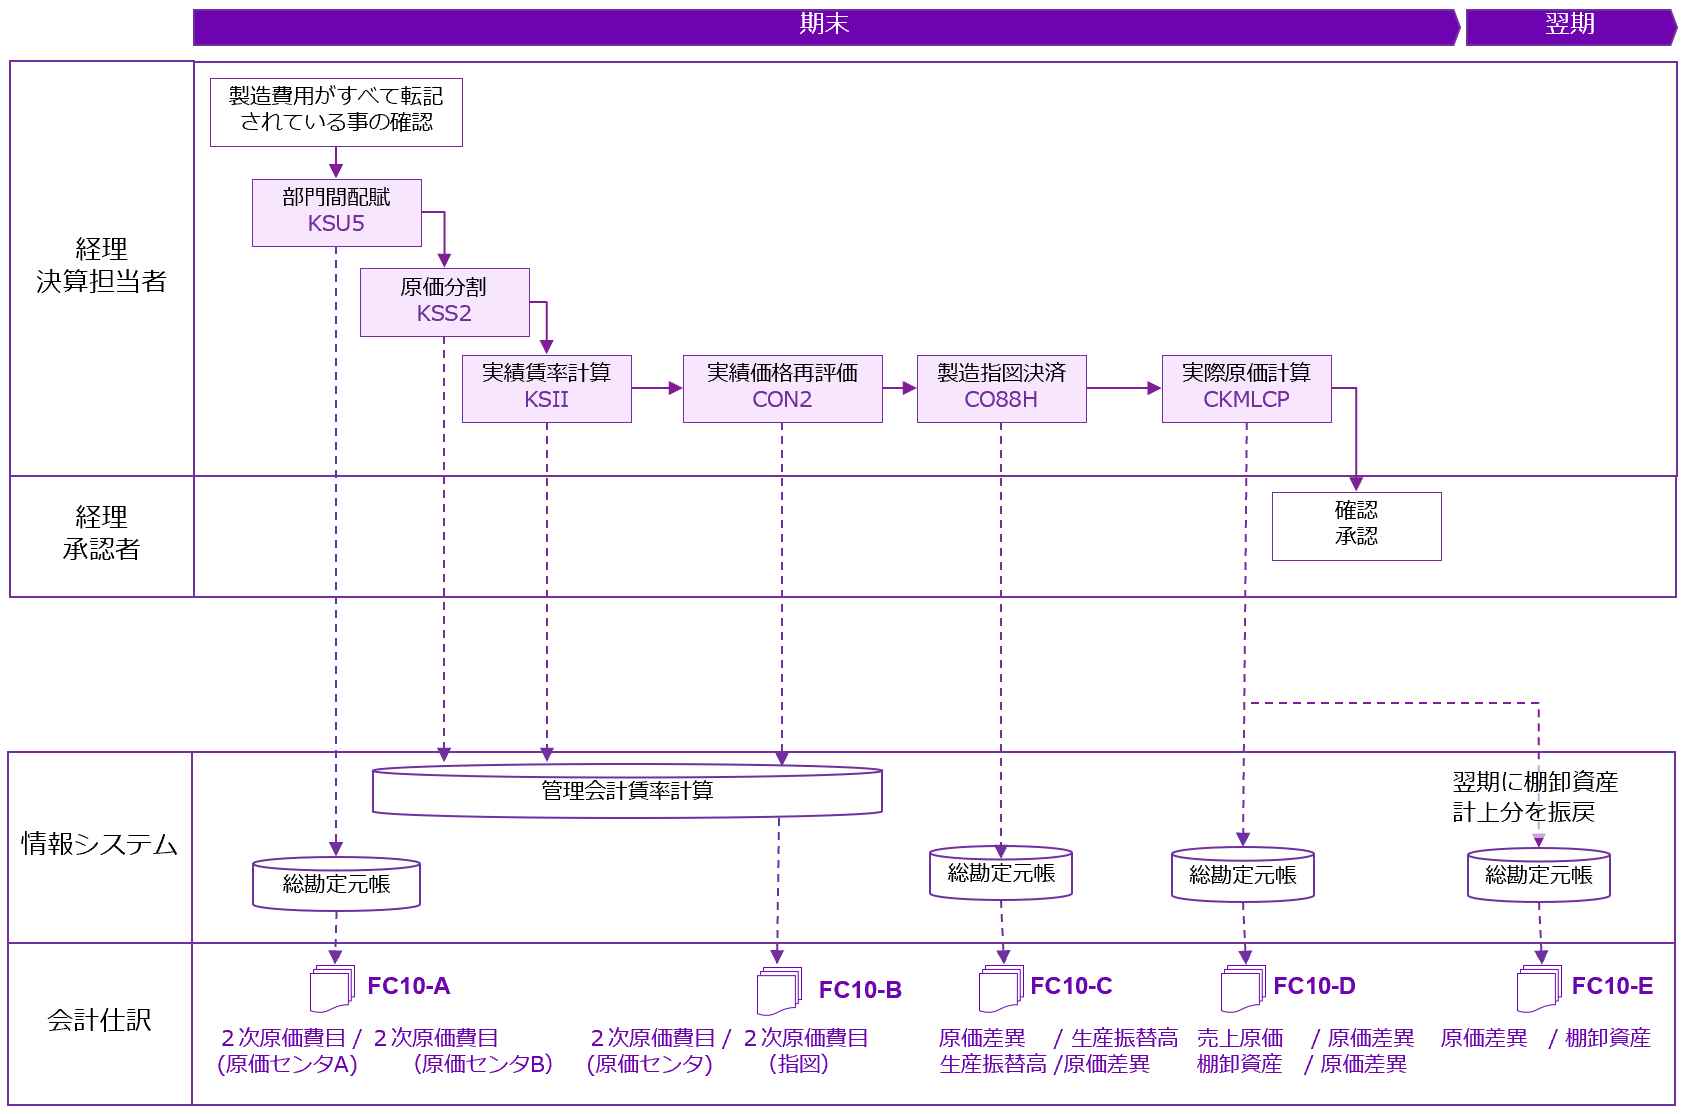 期末
翌期
製造費用がすべて転記
されている事の確認
部門間配賦
KSU5
経理
決算担当者
原価分割
KSS2
実績賃率計算
KSII
実績価格再評価
CON2
製造指図決済
CO88H
実際原価計算
CKMLCP
経理
承認者
確認
承認
情報システム
管理会計賃率計算
翌期に棚卸資産
計上分を振戻
総勘定元帳
総勘定元帳
総勘定元帳
総勘定元帳
会計仕訳
FC10-A
FC10-B
FC10-C
FC10-D
FC10-E
２次原価費目 / ２次原価費目
(原価センタA) （原価センタB）
２次原価費目 / ２次原価費目
(原価センタ) （指図）
原価差異 / 生産振替高
生産振替高 /原価差異
売上原価 / 原価差異
棚卸資産 / 原価差異
原価差異 / 棚卸資産